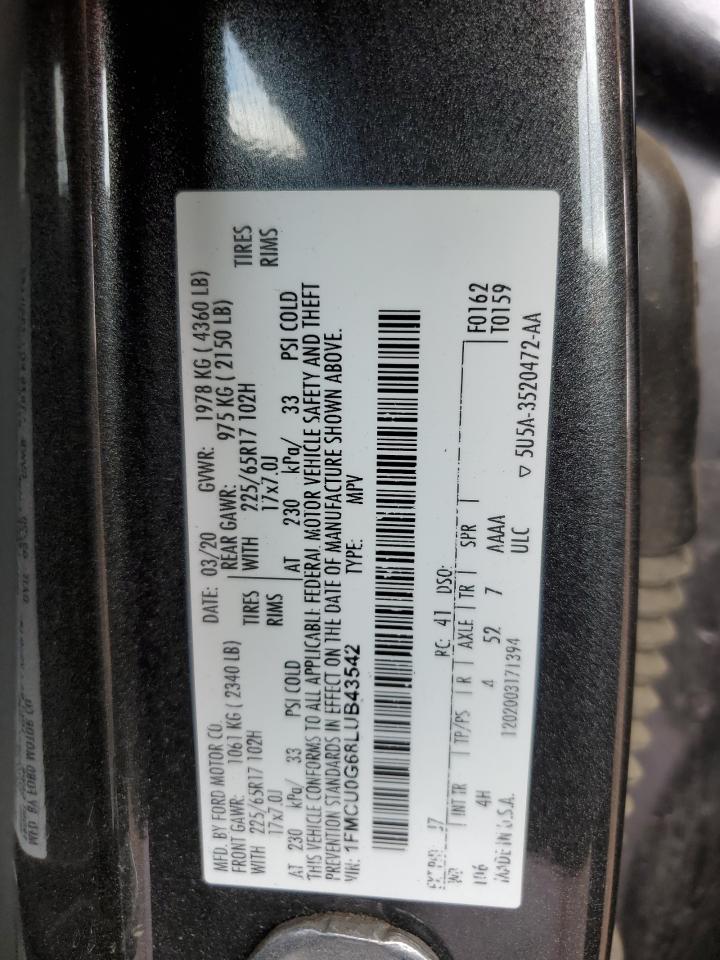 MFD. BY FORD MOTOR CO.
DATE: 03/20 GVWR: 1978 KG ( 4360 LB)
FRONT GAWR: 1061 KG ( 2340 LB)
REAR GAWR: 975 KG ( 2150 LB)
WITH 225/65R17 102H TIRES
WITH 225/65R17 102H TIRES
17x7.0J RIMS
17x7.0J RIMS
AT 230 kPa/ 33 PSI COLD
AT 230 kPa/ 33 PSI COLD
THIS VEHICLE CONFORMS TO ALL APPLICABLE FEDERAL MOTOR VEHICLE SAFETY AND THEFT
PREVENTION STANDARDS IN EFFECT ON THE DATE OF MANUFACTURE SHOWN ABOVE.
VIN: 1FMCU0G68LUB43542 TYPE: MPV
RC: 41 DSO:
INT TR TP/PS R AXLE TR SPR F0162
4H 4 52 7 AAAA T0159
1202003171394 ULC
MADE IN U.S.A. ▽ 5U5A-3520472-AA